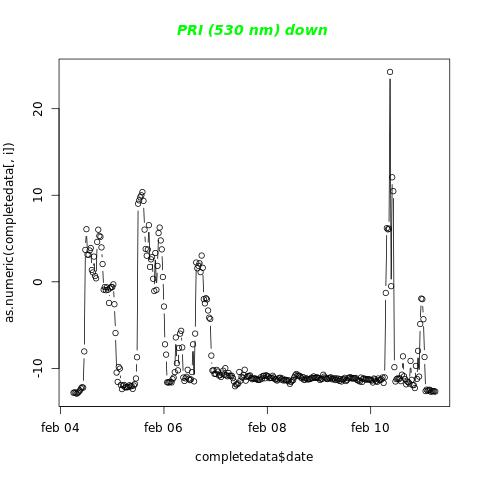 PRI (530 nm) down
as.numeric(completedata[, i])
20
10
0
-10
feb 04
feb 06
feb 08
feb 10
completedata$date